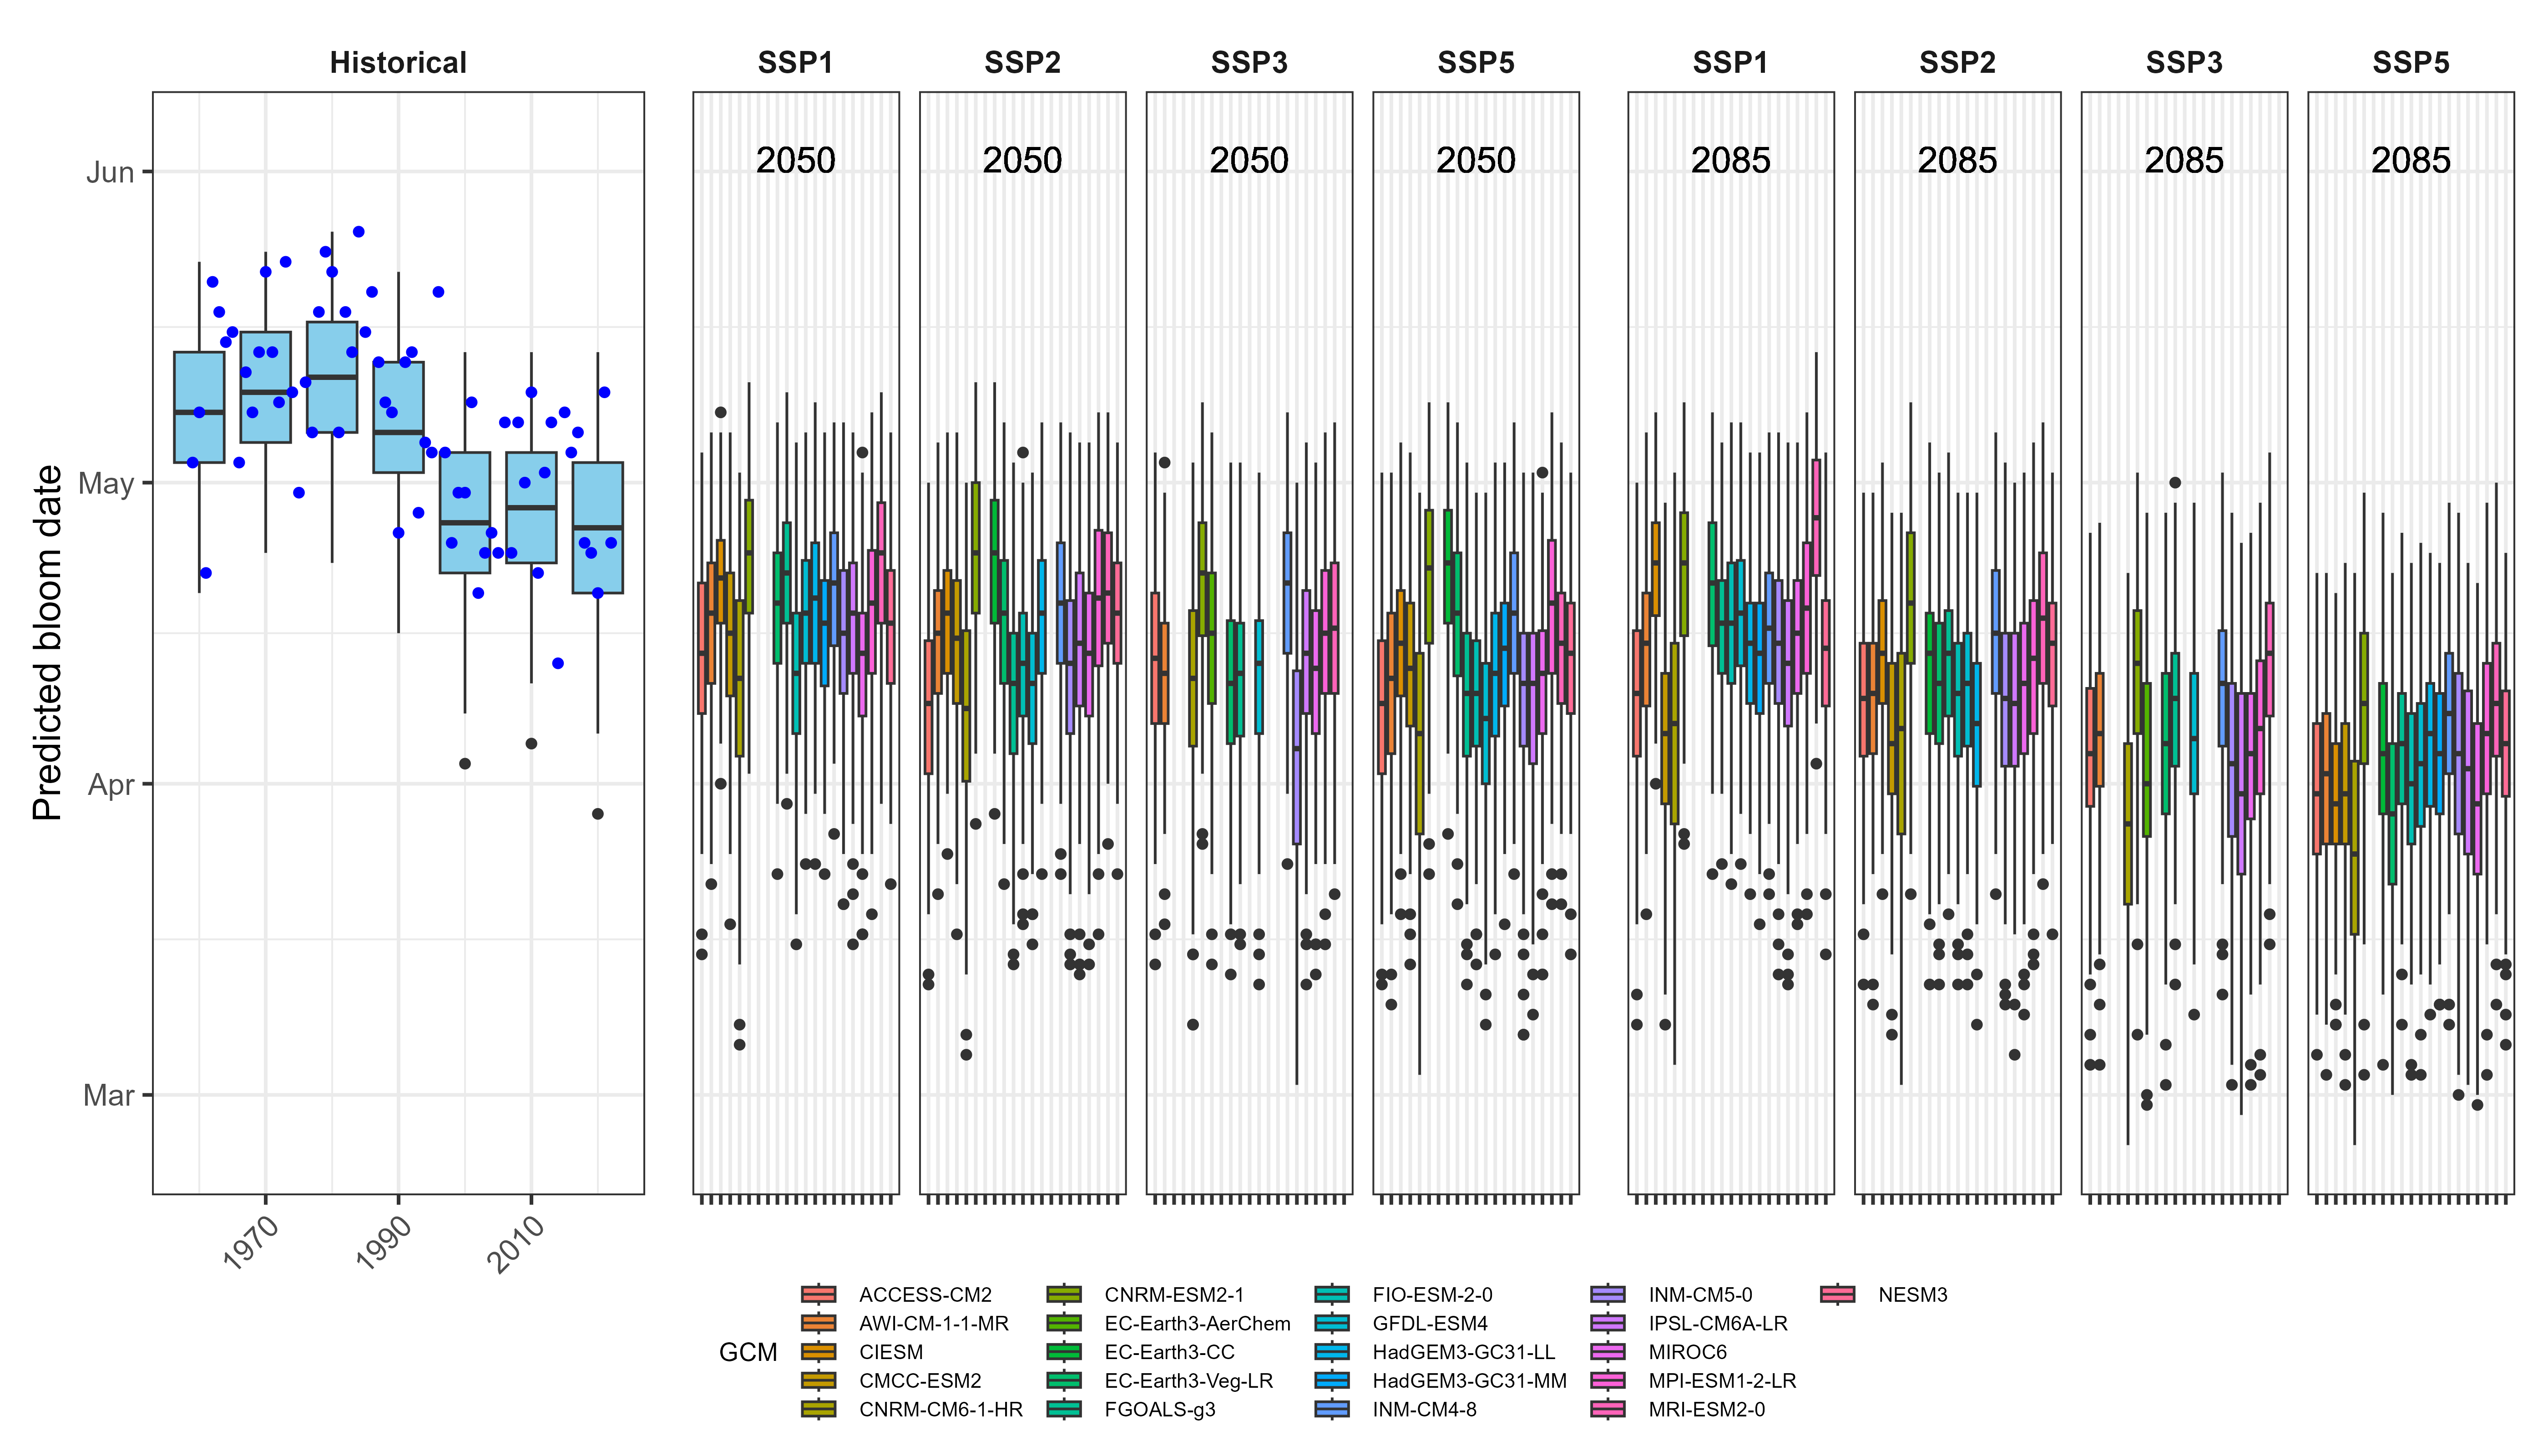 Historical SSP1 SSP2 SSP3 SSP5 SSP1 SSP2 SSP3 SSP5
2050 2050 2050 2050 2085 2085 2085 2085
Predicted bloom date
Jun
May
Apr
Mar
1970 1990 2010
GCM
ACCESS-CM2 CNRM-ESM2-1 FIO-ESM-2-0 INM-CM5-0 NESM3
AWI-CM-1-1-MR EC-Earth3-AerChem GFDL-ESM4 IPSL-CM6A-LR
CIESM EC-Earth3-CC HadGEM3-GC31-LL MIROC6
CMCC-ESM2 EC-Earth3-Veg-LR HadGEM3-GC31-MM MPI-ESM1-2-LR
CNRM-CM6-1-HR FGOALS-g3 INM-CM4-8 MRI-ESM2-0